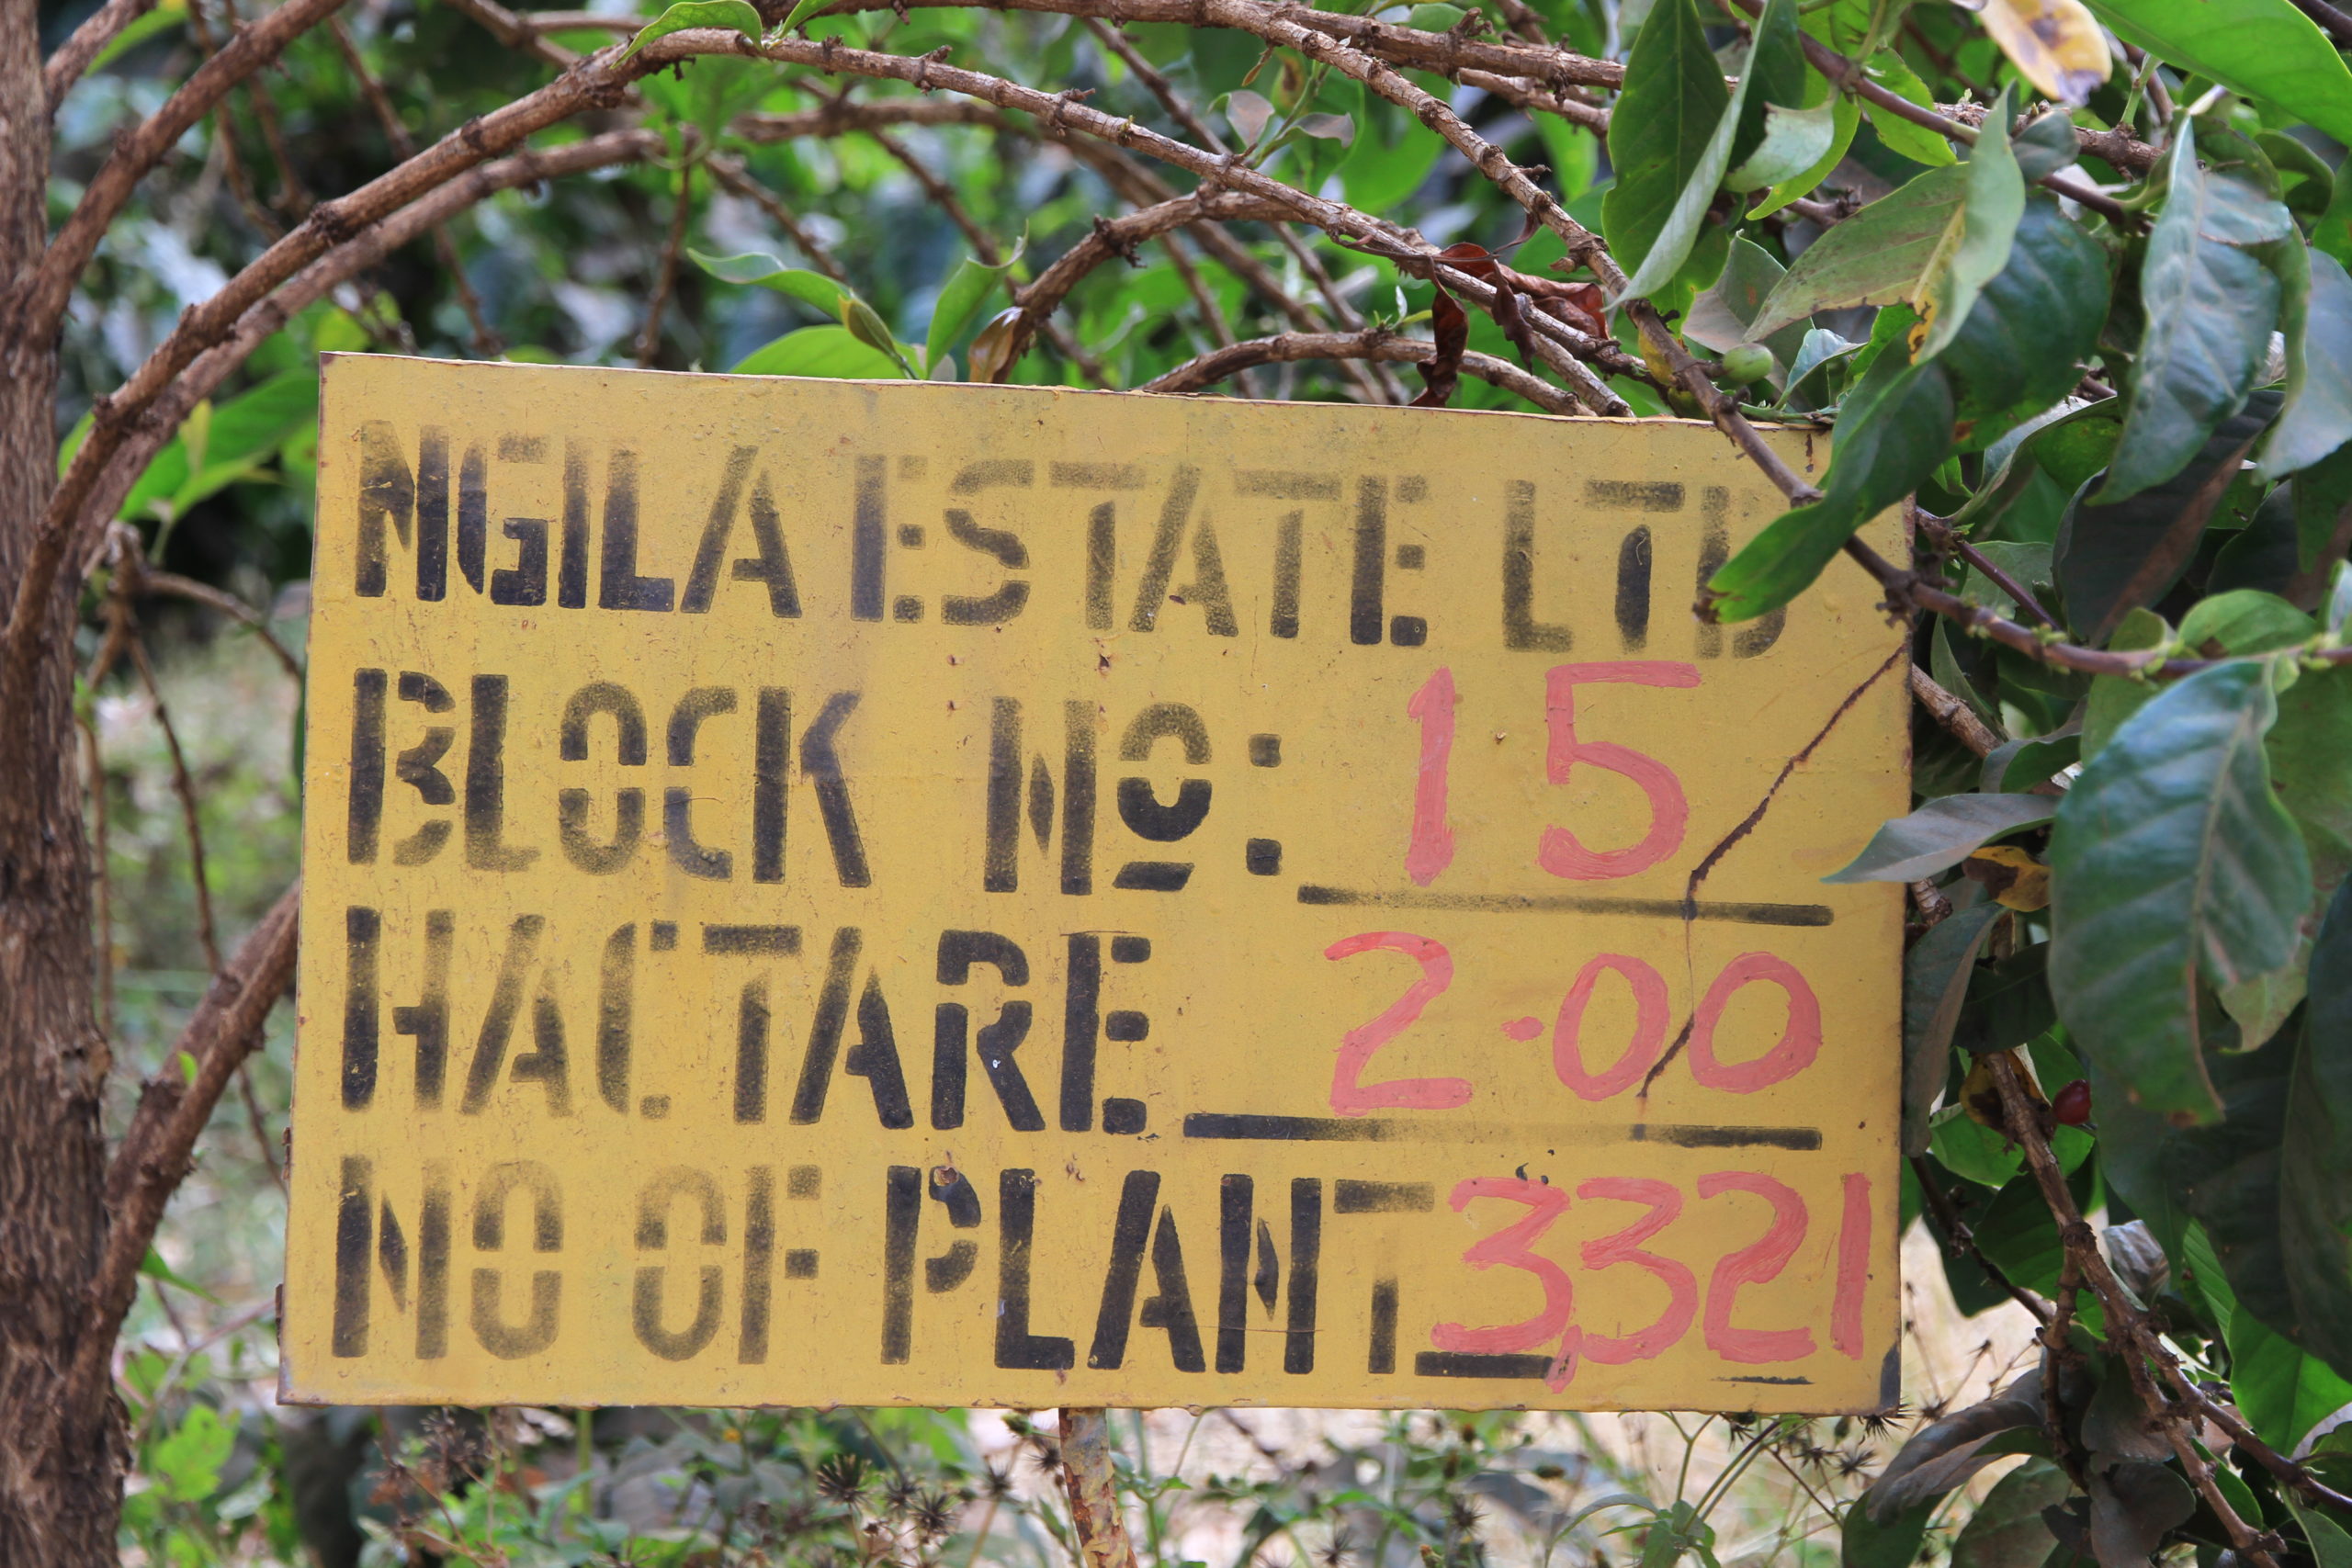 NGILA ESTATE LTD
BLOCK No: 15
HACTARE 2.00
NO OF PLANT 3,321